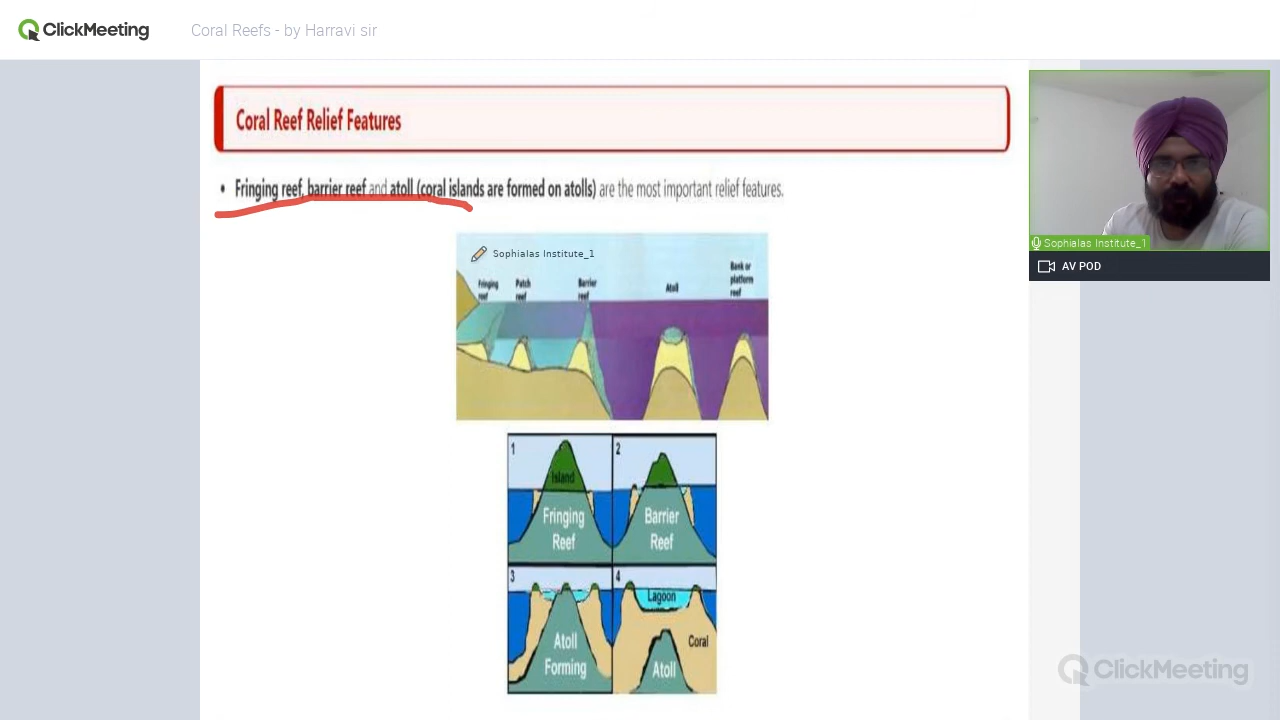 ClickMeeting
Coral Reefs - by Harravi sir
Coral Reef Relief Features
• Fringing reef, barrier reef and atoll (coral islands are formed on atolls) are the most important relief features.
Sophialas Institute_1
Fringing reef
Patch reef
Barrier reef
Atoll
Bank or platform reef
1
Island
Fringing
Reef
2
Barrier
Reef
3
Atoll
Forming
4
Lagoon
Coral
Atoll
Sophialas Institute_1
AV POD
ClickMeeting